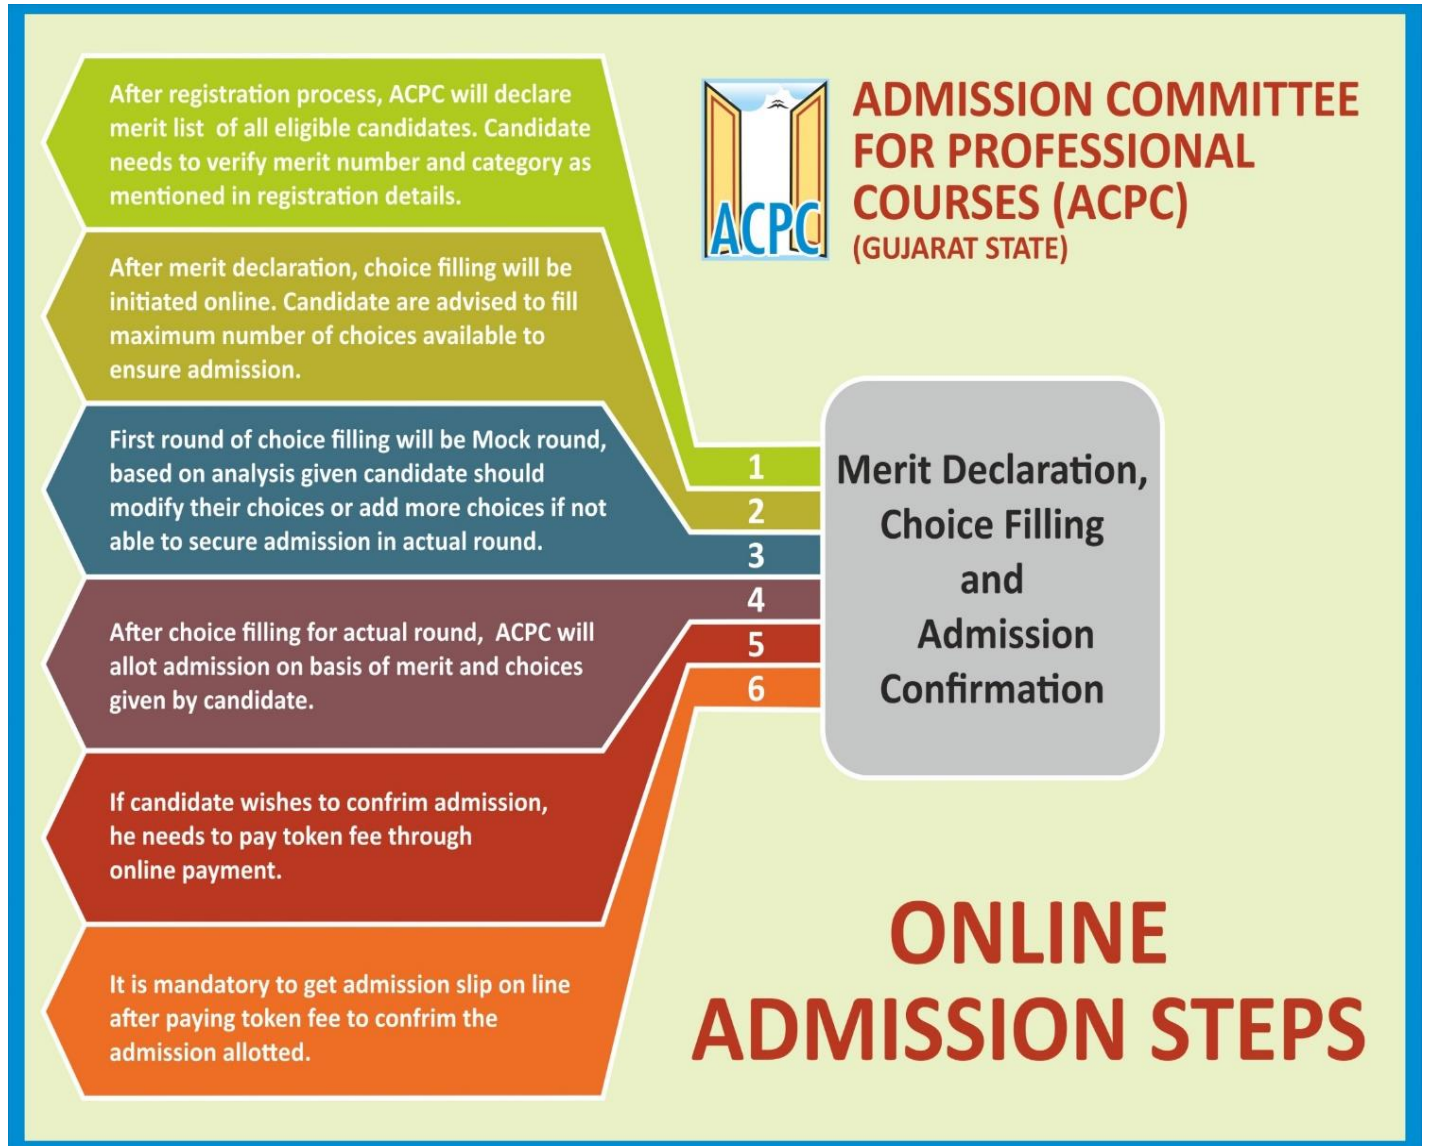 After registration process, ACPC will declare
merit list of all eligible candidates. Candidate
needs to verify merit number and category as
mentioned in registration details.
After merit declaration, choice filling will be
initiated online. Candidate are advised to fill
maximum number of choices available to
ensure admission.
First round of choice filling will be Mock round,
based on analysis given candidate should
modify their choices or add more choices if not
able to secure admission in actual round.
After choice filling for actual round, ACPC will
allot admission on basis of merit and choices
given by candidate.
If candidate wishes to confrim admission,
he needs to pay token fee through
online payment.
It is mandatory to get admission slip on line
after paying token fee to confrim the
admission allotted.
1
2
3
4
5
6
ACPC
ADMISSION COMMITTEE
FOR PROFESSIONAL
COURSES (ACPC)
(GUJARAT STATE)
Merit Declaration,
Choice Filling
and
Admission
Confirmation
ONLINE
ADMISSION STEPS